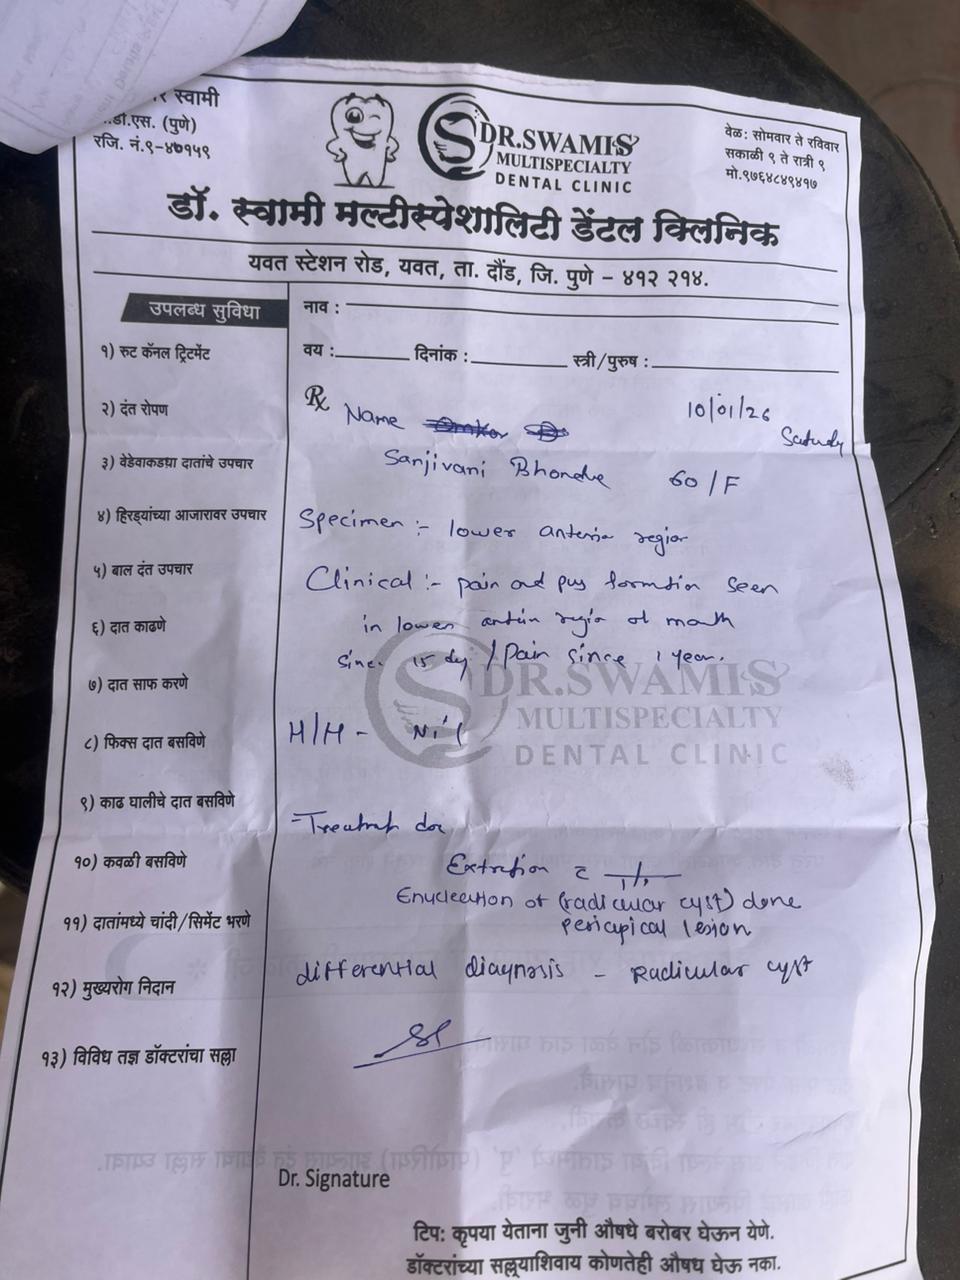 स्वामी
डी.एस. (पुणे)
रजि. नं.९-४७१५९
DR.SWAMIS
MULTISPECIALTY
DENTAL CLINIC
वेळ: सोमवार ते रविवार
सकाळी ९ ते रात्री ९
मो.९७६४८४९४१७
डॉ. स्वामी मल्टीस्पेशालिटी डेंटल क्लिनिक
यवत स्टेशन रोड, यवत, ता. दौंड, जि. पुणे - ४१२ २१४.
उपलब्ध सुविधा
१) रुट कॅनल ट्रिटमेंट
२) दंत रोपण
३) वेडेवाकड्या दातांचे उपचार
४) हिरड्यांच्या आजारावर उपचार
५) बाल दंत उपचार
६) दात काढणे
७) दात साफ करणे
८) फिक्स दात बसविणे
९) काढ घालीचे दात बसविणे
१०) कवळी बसविणे
११) दातांमध्ये चांदी/सिमेंट भरणे
१२) मुखरोग निदान
१३) विविध तज्ञ डॉक्टरांचा सल्ला
नाव :
वय : दिनांक : स्त्री/पुरुष :
Rx
Name 10/01/26
Sanjivani 60/F
Specimen :- lower anterior region
Clinical :- pain and pus formation seen
in lower region of mouth
since 15 day / Pain since 1 year.
DR.SWAMIS
MULTISPECIALTY
DENTAL CLINIC
H/H - Nil
Extraction
Enucleation of (radicular cyst) done
periapical lesion
differential diagnosis - Radicular cyst
Dr. Signature
टिप: कृपया येताना जुनी औषधे बरोबर घेऊन येणे.
डॉक्टरांच्या सल्ल्याशिवाय कोणतेही औषध घेऊ नका.